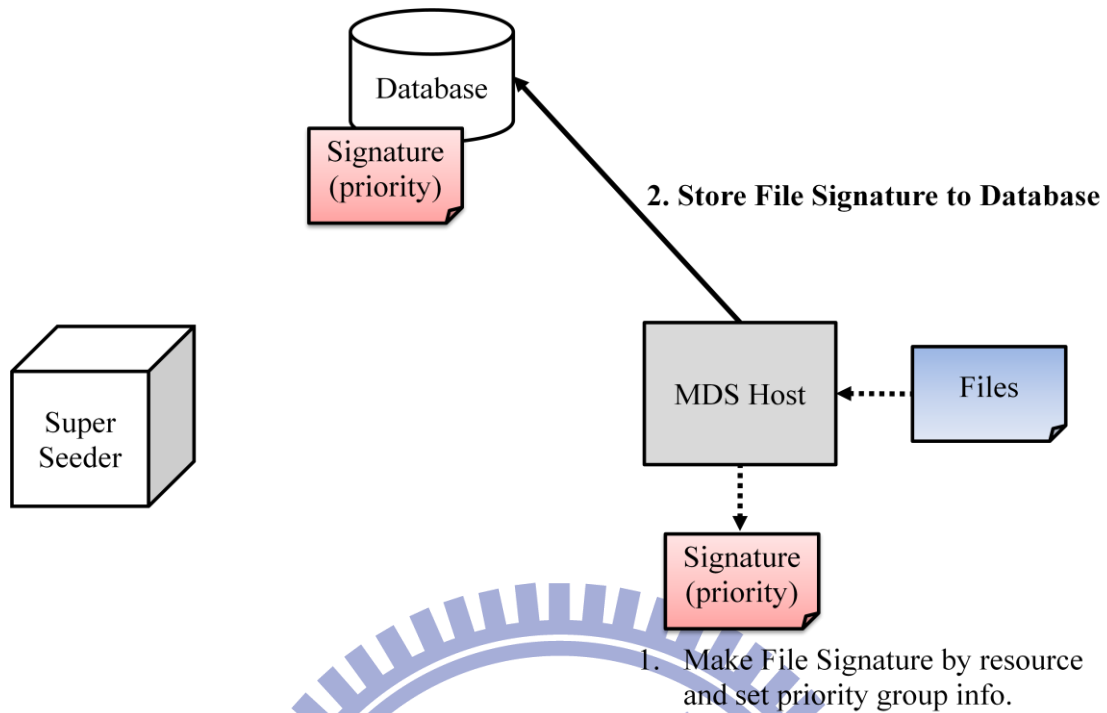 Database
Signature
(priority)
2. Store File Signature to Database
Super
Seeder
MDS Host
Files
Signature
(priority)
1. Make File Signature by resource
and set priority group info.